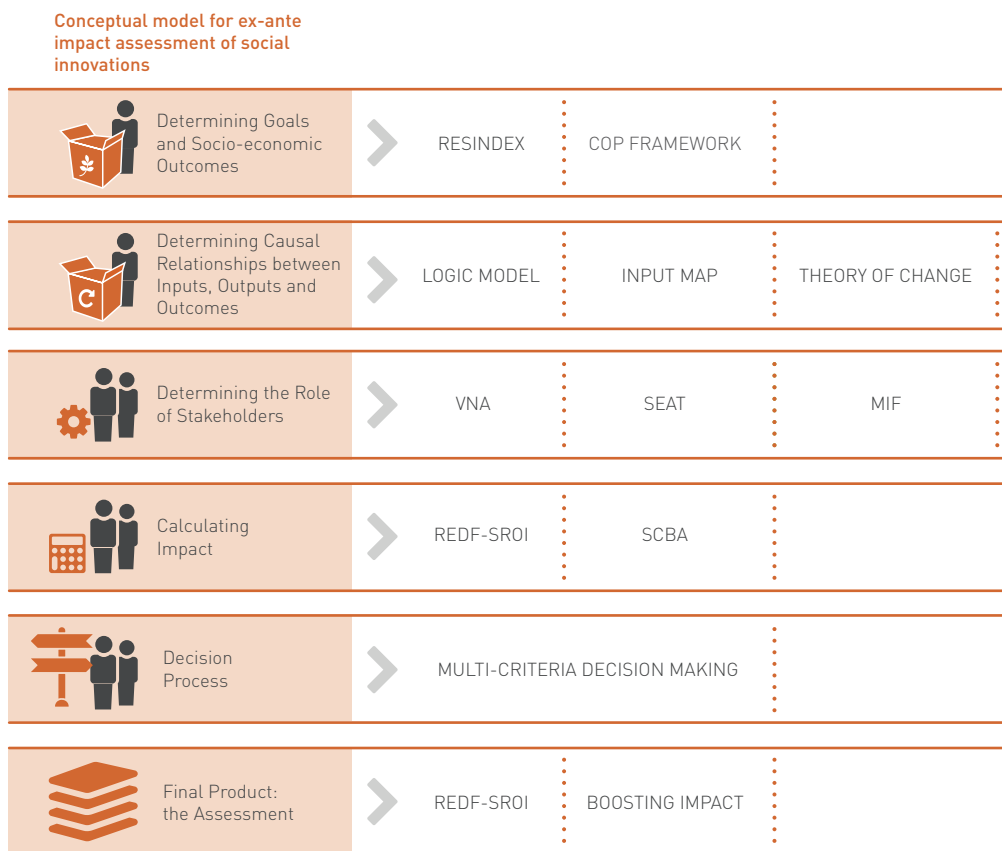 Conceptual model for ex-ante
impact assessment of social
innovations
Determining Goals
and Socio-economic
Outcomes
RESINDEX
COP FRAMEWORK
Determining Causal
Relationships between
Inputs, Outputs and
Outcomes
LOGIC MODEL
INPUT MAP
THEORY OF CHANGE
Determining the Role
of Stakeholders
VNA
SEAT
MIF
Calculating
Impact
REDF-SROI
SCBA
Decision
Process
MULTI-CRITERIA DECISION MAKING
Final Product:
the Assessment
REDF-SROI
BOOSTING IMPACT